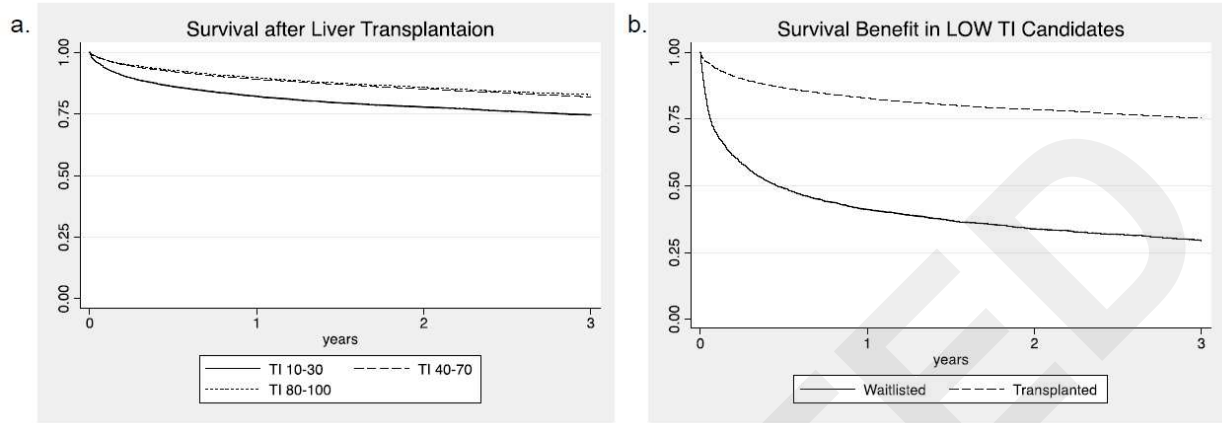 a.
Survival after Liver Transplantaion
1.00
0.75
0.50
0.25
0.00
0 1 2 3
years
TI 10-30 TI 40-70
TI 80-100
b.
Survival Benefit in LOW TI Candidates
1.00
0.75
0.50
0.25
0.00
0 1 2 3
years
Waitlisted Transplanted
TED